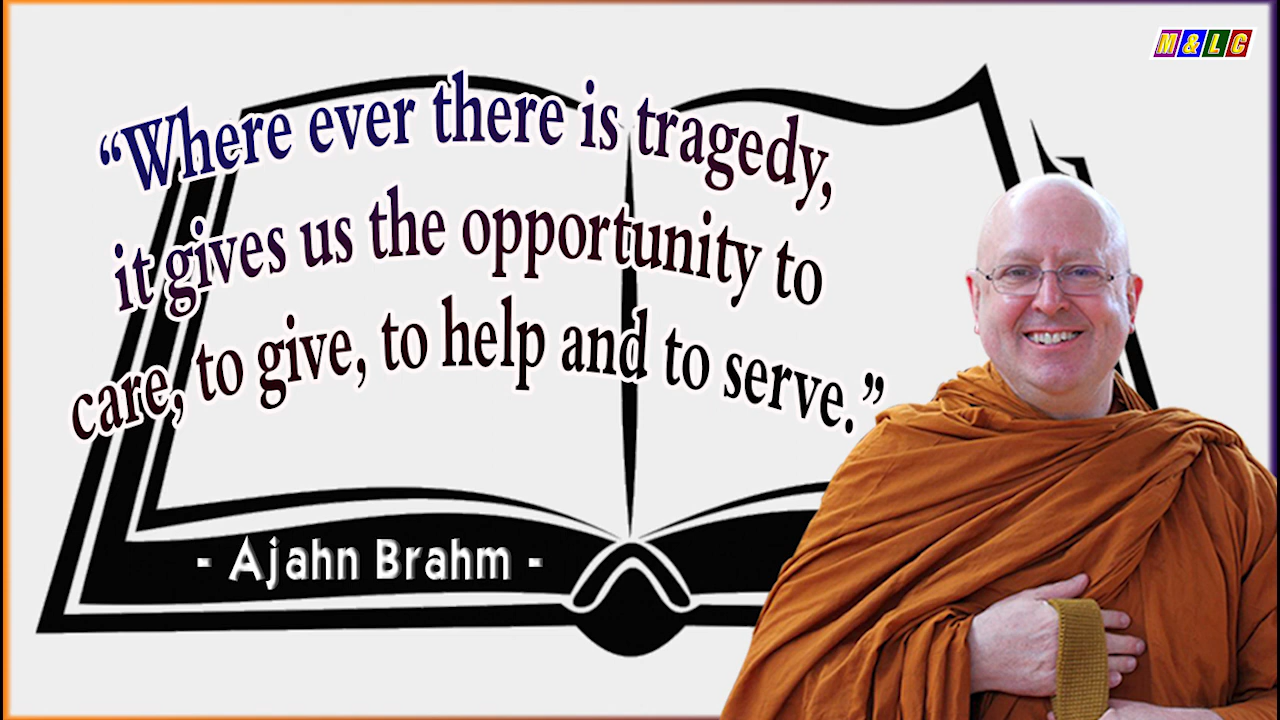 M&LC
“Where ever there is tragedy,
it gives us the opportunity to
care, to give, to help and to serve.”
- Ajahn Brahm -